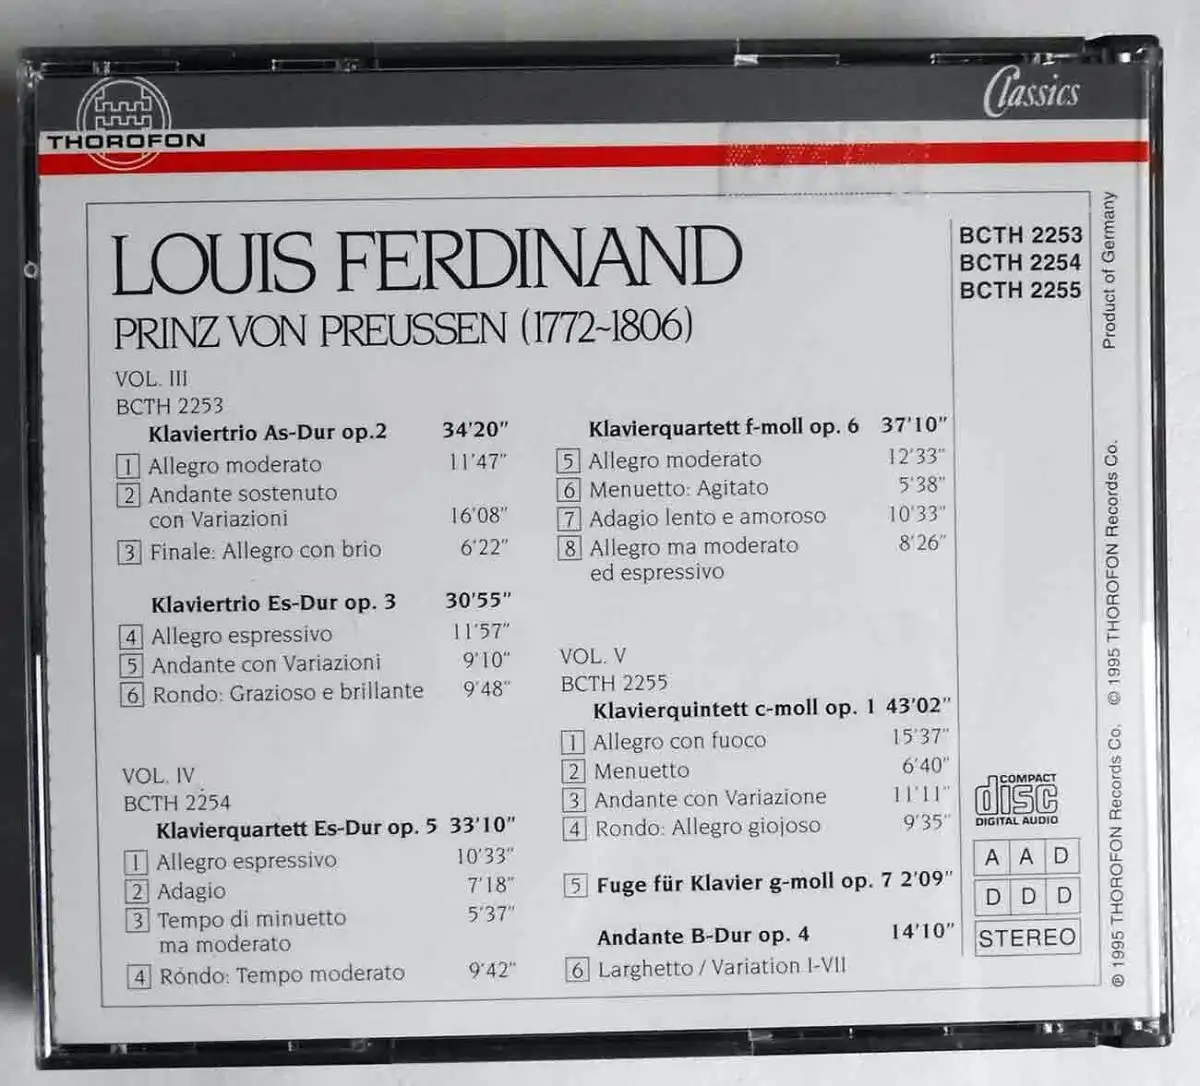 THOROFON
Classics
LOUIS FERDINAND
PRINZ VON PREUSSEN (1772~1806)
BCTH 2253
BCTH 2254
BCTH 2255
VOL. III
BCTH 2253
Klaviertrio As-Dur op.2 34'20"
1 Allegro moderato 11'47"
2 Andante sostenuto
con Variazioni 16'08"
3 Finale: Allegro con brio 6'22"
Klaviertrio Es-Dur op. 3 30'55"
4 Allegro espressivo 11'57"
5 Andante con Variazioni 9'10"
6 Rondo: Grazioso e brillante 9'48"
VOL. IV
BCTH 2254
Klavierquartett Es-Dur op. 5 33'10"
1 Allegro espressivo 10'33"
2 Adagio 7'18"
3 Tempo di minuetto 5'37"
ma moderato
4 Rondo: Tempo moderato 9'42"
Klavierquartett f-moll op. 6 37'10"
5 Allegro moderato 12'33"
6 Menuetto: Agitato 5'38"
7 Adagio lento e amoroso 10'33"
8 Allegro ma moderato 8'26"
ed espressivo
VOL. V
BCTH 2255
Klavierquintett c-moll op. 1 43'02"
1 Allegro con fuoco 15'37"
2 Menuetto 6'40"
3 Andante con Variazione 11'11"
4 Rondo: Allegro giojoso 9'35"
5 Fuge für Klavier g-moll op. 7 2'09"
Andante B-Dur op. 4 14'10"
6 Larghetto / Variation I-VII
COMPACT
disc
DIGITAL AUDIO
A A D
D D D
STEREO
℗ 1995 THOROFON Records Co. © 1995 THOROFON Records Co. Product of Germany